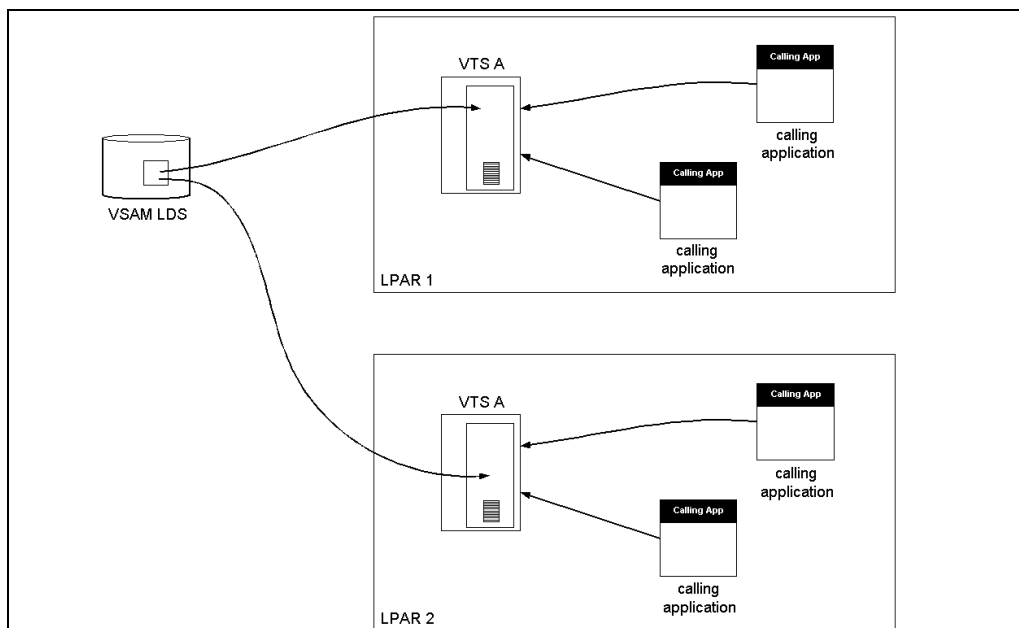 VTS A
Calling App
calling
application
Calling App
calling
application
VSAM LDS
LPAR 1
VTS A
Calling App
calling
application
Calling App
calling
application
LPAR 2